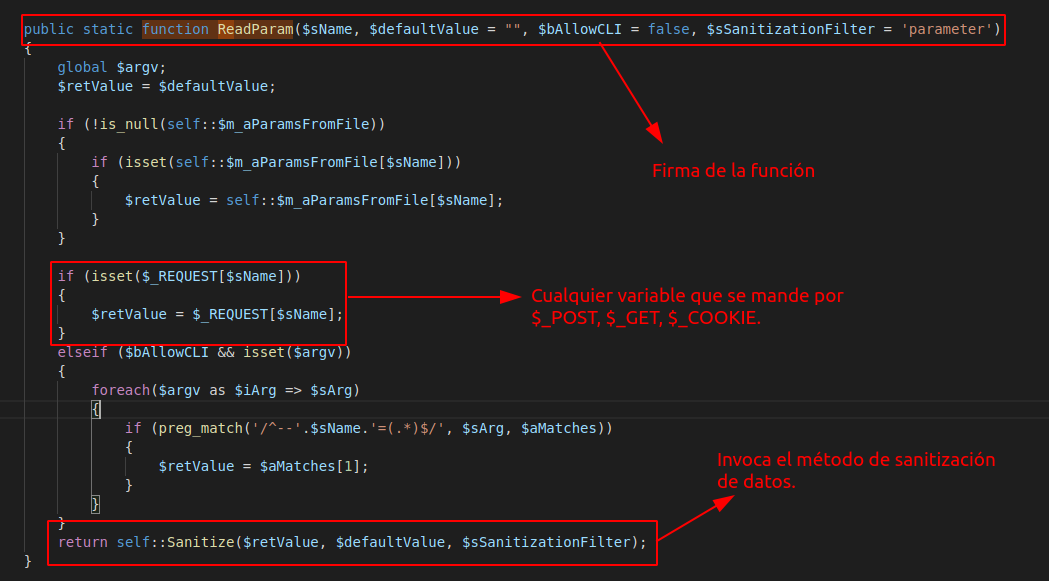 public static function ReadParam($sName, $defaultValue = "", $bAllowCLI = false, $sSanitizationFilter = 'parameter')
{
global $argv;
$retValue = $defaultValue;
if (!is_null(self::$m_aParamsFromFile))
{
if (isset(self::$m_aParamsFromFile[$sName]))
{
Firma de la función
$retValue = self::$m_aParamsFromFile[$sName];
}
}
if (isset($_REQUEST[$sName]))
{
$retValue = $_REQUEST[$sName];
}
Cualquier variable que se mande por
$_POST, $_GET, $_COOKIE.
elseif ($bAllowCLI && isset($argv))
{
foreach($argv as $iArg => $sArg)
{
if (preg_match('/^--'.$sName.'=(.*)$/', $sArg, $aMatches))
{
$retValue = $aMatches[1];
}
}
}
Invoca el método de sanitización
de datos.
return self::Sanitize($retValue, $defaultValue, $sSanitizationFilter);
}